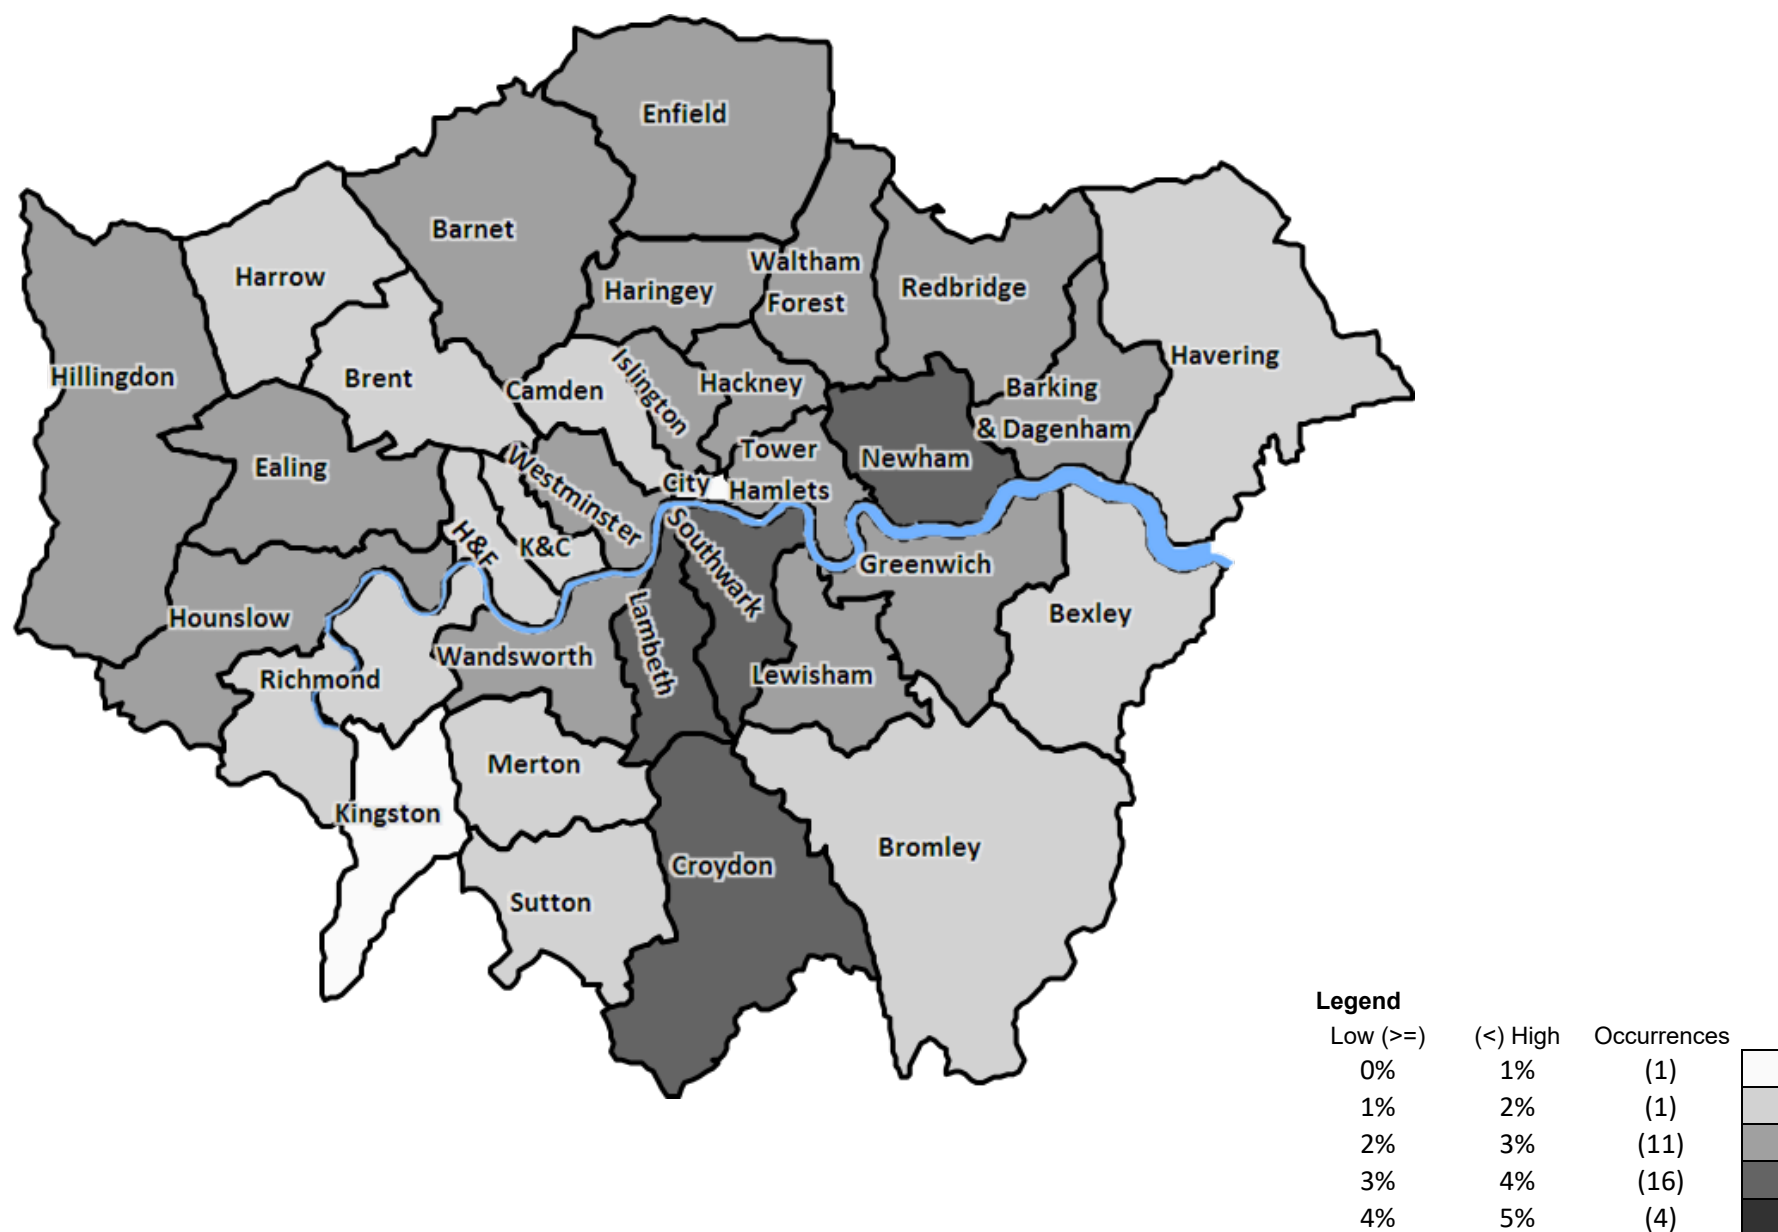 Enfield
Barnet
Harrow
Haringey
Waltham
Forest
Redbridge
Havering
Hillingdon
Brent
Camden
Islington
Hackney
Barking
& Dagenham
Ealing
Westminster
City
Tower
Hamlets
Newham
H&F
K&C
Southwark
Greenwich
Hounslow
Lambeth
Bexley
Richmond
Wandsworth
Lewisham
Merton
Kingston
Croydon
Bromley
Sutton
Legend
Low (>=) (<) High Occurrences
0% 1% (1)
1% 2% (1)
2% 3% (11)
3% 4% (16)
4% 5% (4)